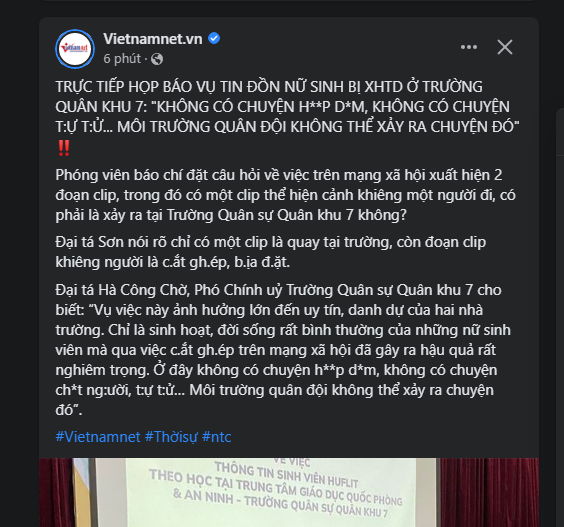 Vietnamnet.vn
6 phút ·
TRỰC TIẾP HỌP BÁO VỤ TIN ĐỒN NỮ SINH BỊ XHTD Ở TRƯỜNG
QUÂN KHU 7: "KHÔNG CÓ CHUYỆN H**P D*M, KHÔNG CÓ CHUYỆN
T:Ự T:Ử... MÔI TRƯỜNG QUÂN ĐỘI KHÔNG THỂ XẢY RA CHUYỆN ĐÓ"
‼️
Phóng viên báo chí đặt câu hỏi về việc trên mạng xã hội xuất hiện 2
đoạn clip, trong đó có một clip thể hiện cảnh khiêng một người đi, có
phải là xảy ra tại Trường Quân sự Quân khu 7 không?
Đại tá Sơn nói rõ chỉ có một clip là quay tại trường, còn đoạn clip
khiêng người là c.ắt gh.ép, b.ịa đ.ặt.
Đại tá Hà Công Chờ, Phó Chính uỷ Trường Quân sự Quân khu 7 cho
biết: “Vụ việc này ảnh hưởng lớn đến uy tín, danh dự của hai nhà
trường. Chỉ là sinh hoạt, đời sống rất bình thường của những nữ sinh
viên mà qua việc c.ắt gh.ép trên mạng xã hội đã gây ra hậu quả rất
nghiêm trọng. Ở đây không có chuyện h**p d*m, không có chuyện
ch*t ng:ười, t:ự t:ử... Môi trường quân đội không thể xảy ra chuyện
đó”.
#Vietnamnet #Thờisự #ntc
VỀ VIỆC
THÔNG TIN SINH VIÊN HUFLIT
THEO HỌC TẠI TRUNG TÂM GIÁO DỤC QUỐC PHÒNG
& AN NINH - TRƯỜNG QUÂN SỰ QUÂN KHU 7